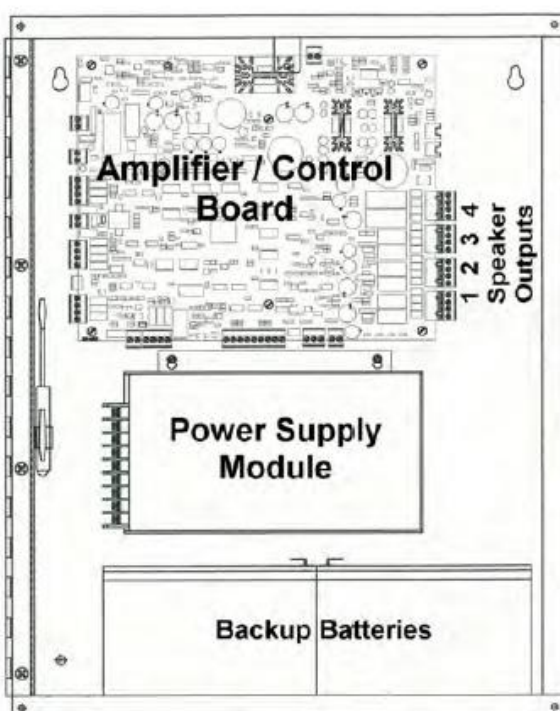 Amplifier / Control
Board
1 2 3 4
Speaker
Outputs
Power Supply
Module
Backup Batteries